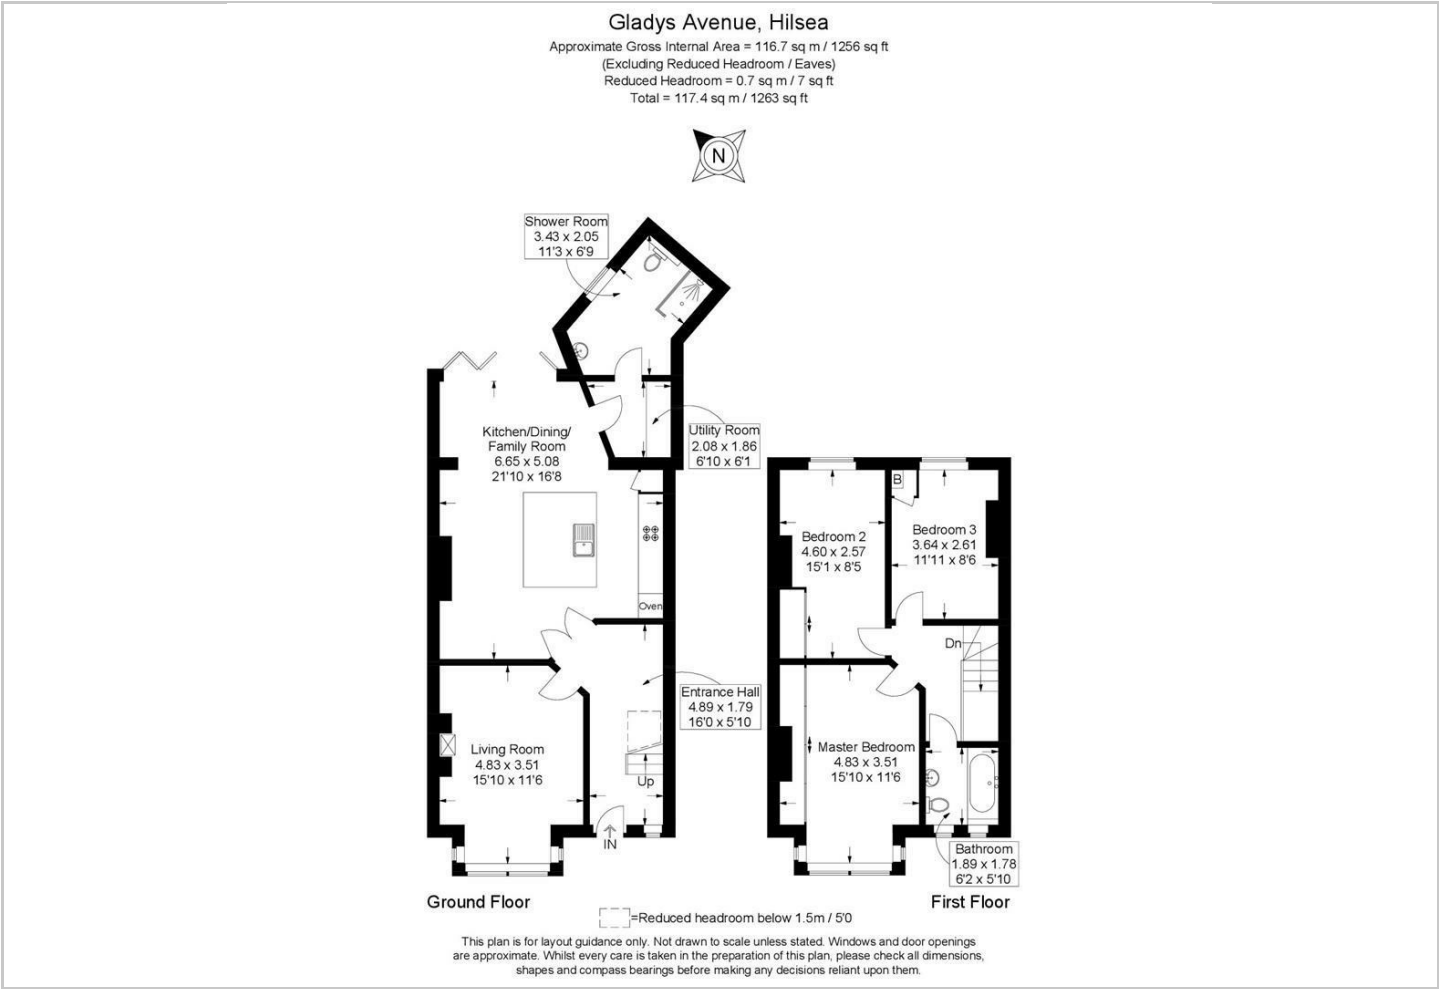 Gladys Avenue, Hilsea
Approximate Gross Internal Area = 116.7 sq m / 1256 sq ft
(Excluding Reduced Headroom / Eaves)
Reduced Headroom = 0.7 sq m / 7 sq ft
Total = 117.4 sq m / 1263 sq ft
N
Shower Room
3.43 x 2.05
11'3 x 6'9
Kitchen/Dining/
Family Room
6.65 x 5.08
21'10 x 16'8
Utility Room
2.08 x 1.86
6'10 x 6'1
Oven
Entrance Hall
4.89 x 1.79
16'0 x 5'10
Living Room
4.83 x 3.51
15'10 x 11'6
Up
IN
Ground Floor
B
Bedroom 2
4.60 x 2.57
15'1 x 8'5
Bedroom 3
3.64 x 2.61
11'11 x 8'6
Dn
Master Bedroom
4.83 x 3.51
15'10 x 11'6
Bathroom
1.89 x 1.78
6'2 x 5'10
First Floor
=Reduced headroom below 1.5m / 5'0
This plan is for layout guidance only. Not drawn to scale unless stated. Windows and door openings
are approximate. Whilst every care is taken in the preparation of this plan, please check all dimensions,
shapes and compass bearings before making any decisions reliant upon them.